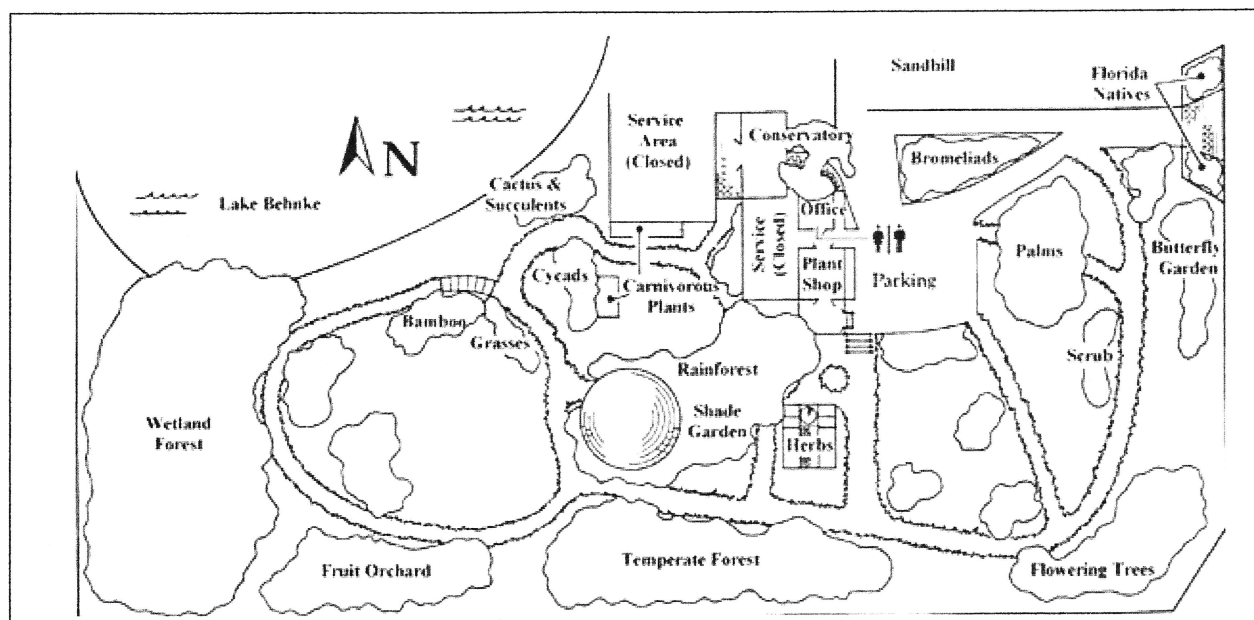 Sandhill
Florida
Natives
Service
Area
(Closed)
Conservatory
Bromeliads
N
Cactus &
Succulents
Lake Behnke
Office
Service
(Closed)
Palms
Butterfly
Garden
Cycads
Plant
Shop
Parking
Carnivorous
Plants
Bamboo
Grasses
Scrub
Rainforest
Wetland
Forest
Shade
Garden
Herbs
Temperate Forest
Fruit Orchard
Flowering Trees